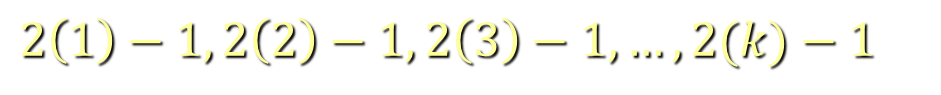 2(1) − 1, 2(2) − 1, 2(3) − 1, … , 2(k) − 1